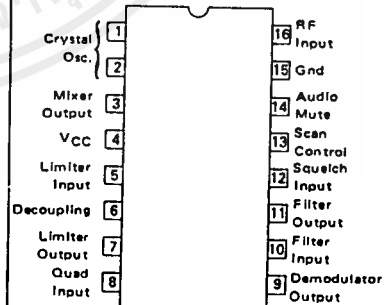 Crystal
Osc.
1
2
Mixer
Output
3
VCC
4
Limiter
Input
5
Decoupling
6
Limiter
Output
7
Quad
Input
8
16
RF
Input
15
Gnd
14
Audio
Mute
13
Scan
Control
12
Squelch
Input
11
Filter
Output
10
Filter
Input
9
Demodulator
Output